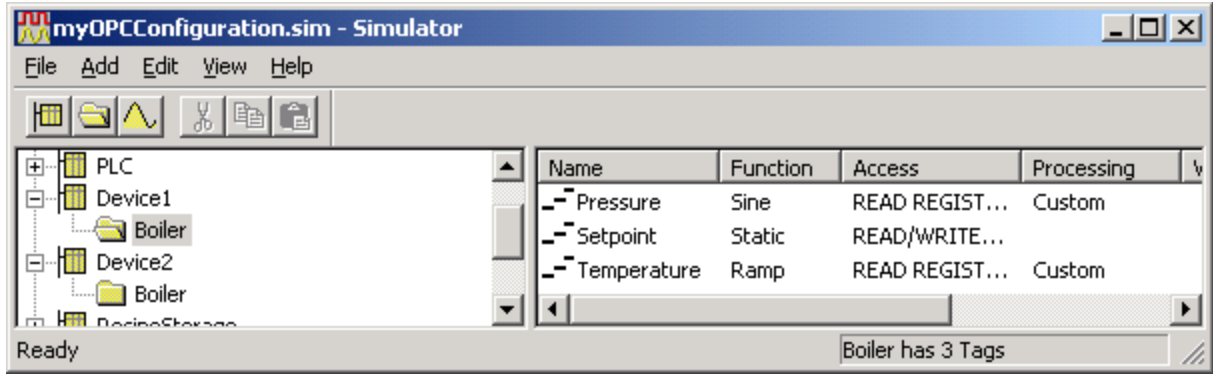 myOPCConfiguration.sim - Simulator
File Add Edit View Help
PLC
Device1
Boiler
Device2
Boiler
Name Function Access Processing
Pressure Sine READ REGIST... Custom
Setpoint Static READ/WRITE...
Temperature Ramp READ REGIST... Custom
Ready Boiler has 3 Tags